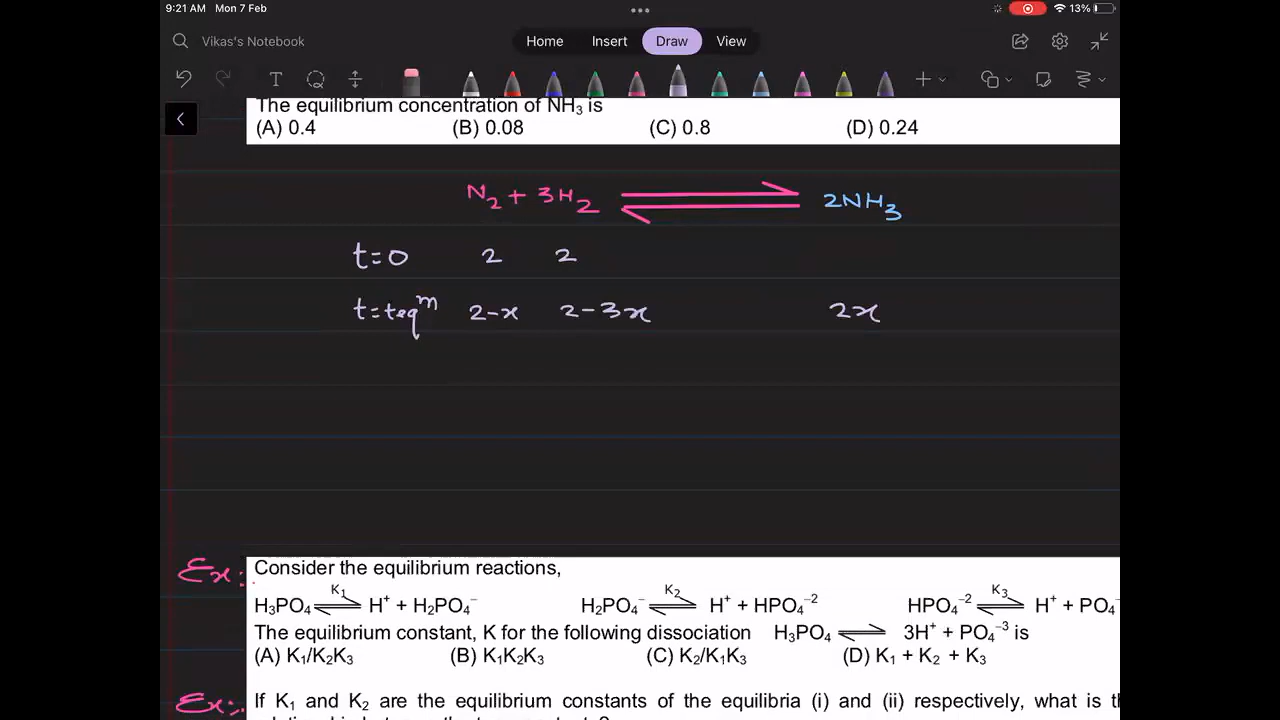 9:21 AM Mon 7 Feb
13%
Vikas's Notebook
Home Insert Draw View
The equilibrium concentration of NH₃ is
(A) 0.4 (B) 0.08 (C) 0.8 (D) 0.24
N₂ + 3H₂ ⇌ 2NH₃
t=0 2 2
t=teqᵐ 2-x 2-3x 2x
Ex:
Consider the equilibrium reactions,
H₃PO₄ ⇌ H⁺ + H₂PO₄⁻ K₁ H₂PO₄⁻ ⇌ H⁺ + HPO₄⁻² K₂ HPO₄⁻² ⇌ H⁺ + PO₄⁻ K₃
The equilibrium constant, K for the following dissociation H₃PO₄ ⇌ 3H⁺ + PO₄⁻³ is
(A) K₁/K₂K₃ (B) K₁K₂K₃ (C) K₂/K₁K₃ (D) K₁ + K₂ + K₃
Ex:
If K₁ and K₂ are the equilibrium constants of the equilibria (i) and (ii) respectively, what is